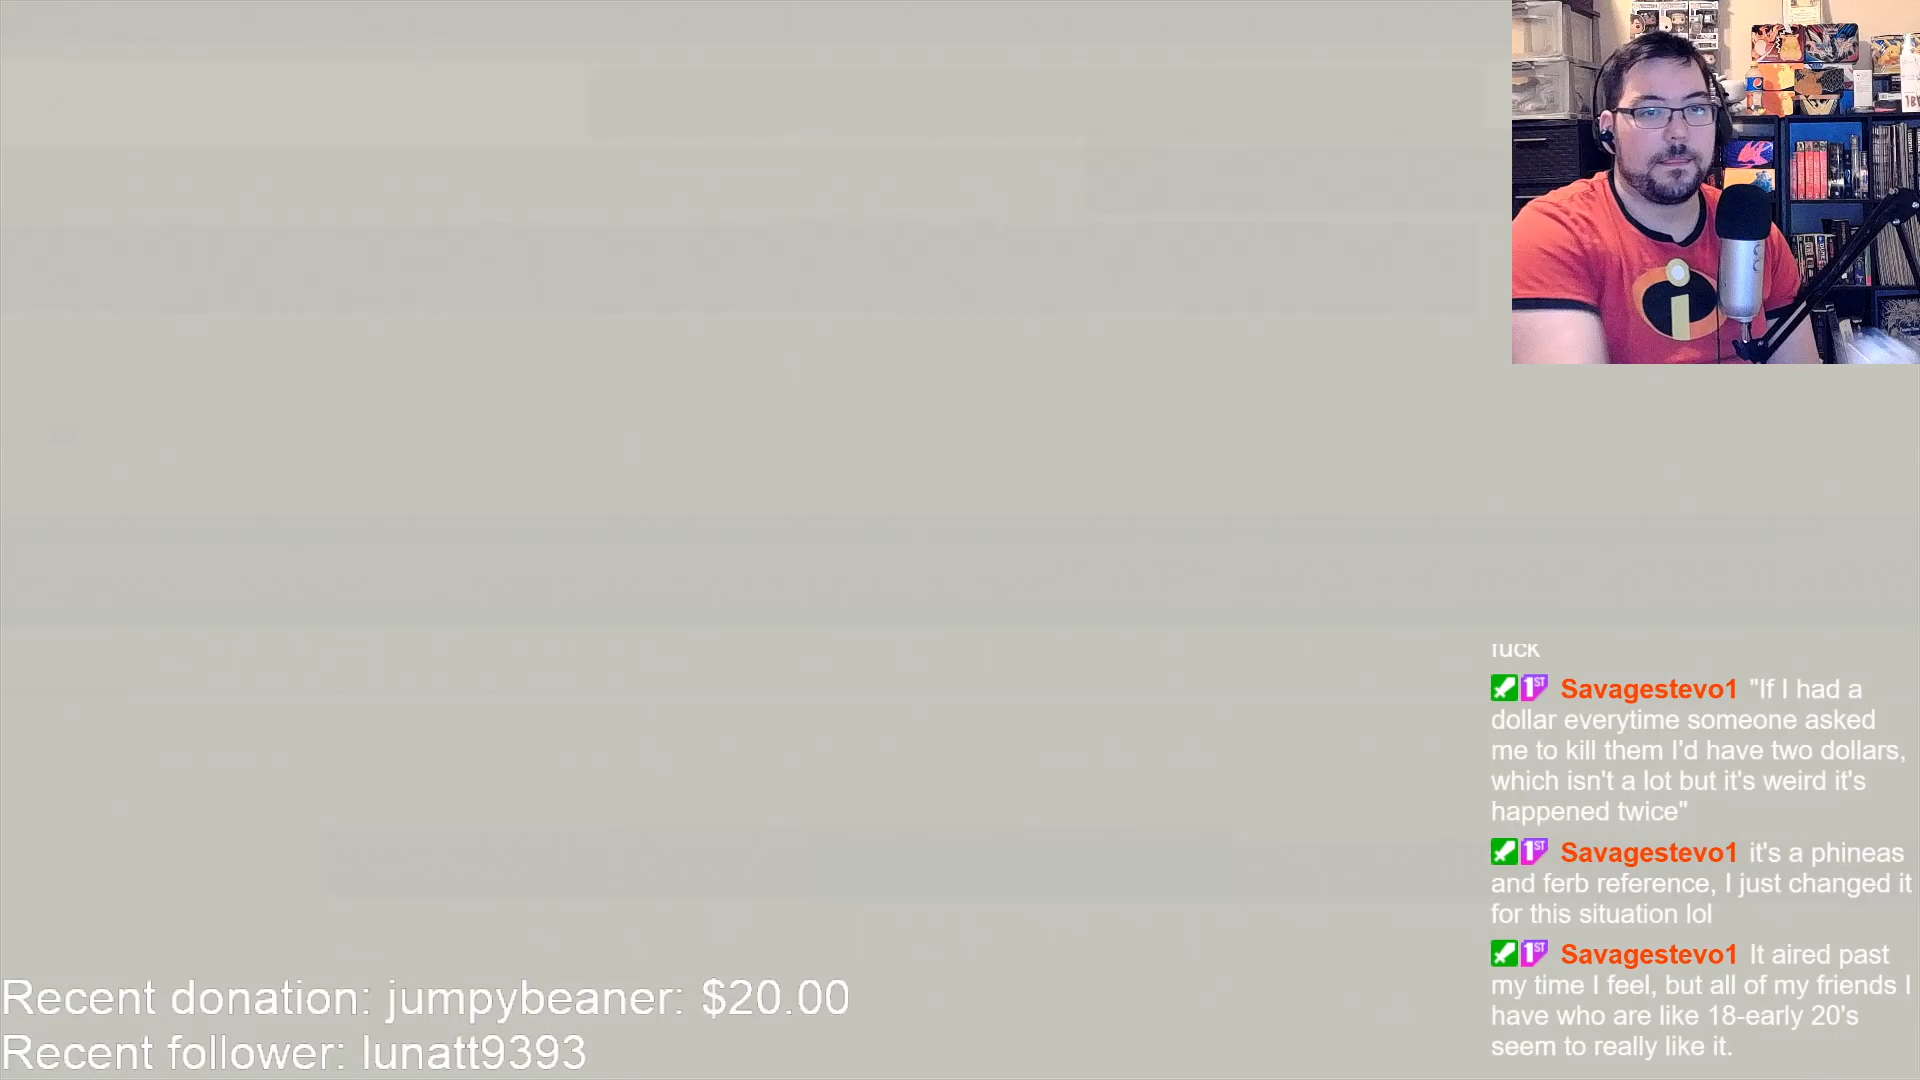 fuck
Savagestevo1 "If I had a
dollar everytime someone asked
me to kill them I'd have two dollars,
which isn't a lot but it's weird it's
happened twice"
Savagestevo1 it's a phineas
and ferb reference, I just changed it
for this situation lol
Savagestevo1 It aired past
my time I feel, but all of my friends I
have who are like 18-early 20's
seem to really like it.
Recent donation: jumpybeaner: $20.00
Recent follower: lunatt9393